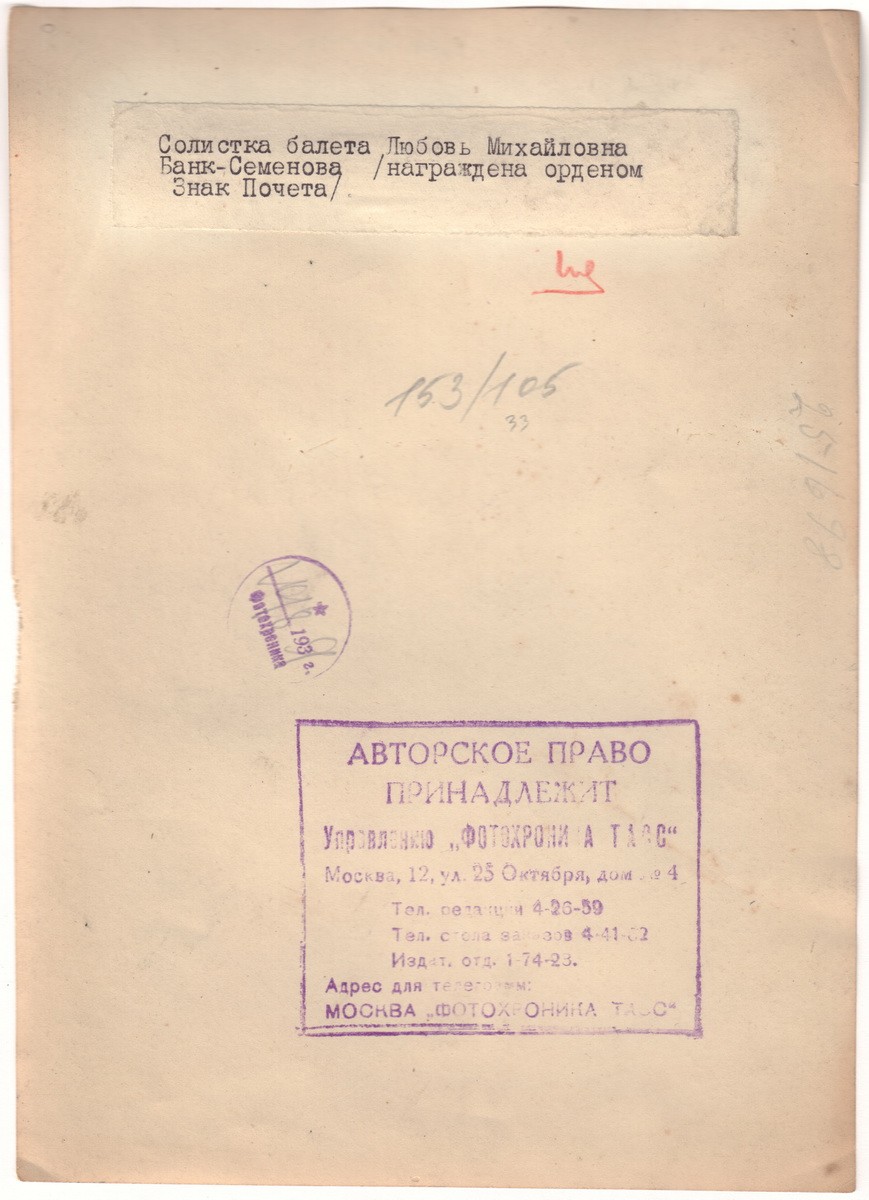 Солистка балета Любовь Михайловна
Банк-Семенова /награждена орденом
Знак Почета/.
153/105
33
193 г.
Фотохроника
АВТОРСКОЕ ПРАВО
ПРИНАДЛЕЖИТ
Управлению „ФОТОХРОНИКА ТАСС"
Москва, 12, ул. 25 Октября, дом № 4
Тел. редакции 4-26-59
Тел. стола заказов 4-41-32
Издат. отд. 1-74-23.
Адрес для телеграмм:
МОСКВА „ФОТОХРОНИКА ТАСС"